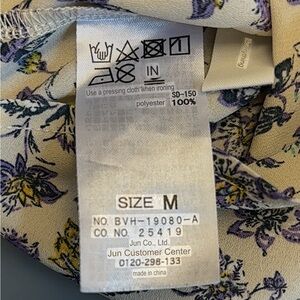 IN
Use a pressing cloth when ironing
SD-150
polyester 100%
SIZE M
NO. BVH-19080-A
CO. NO. 25419
Jun Co., Ltd.
Jun Customer Center
0120-298-133
made in china